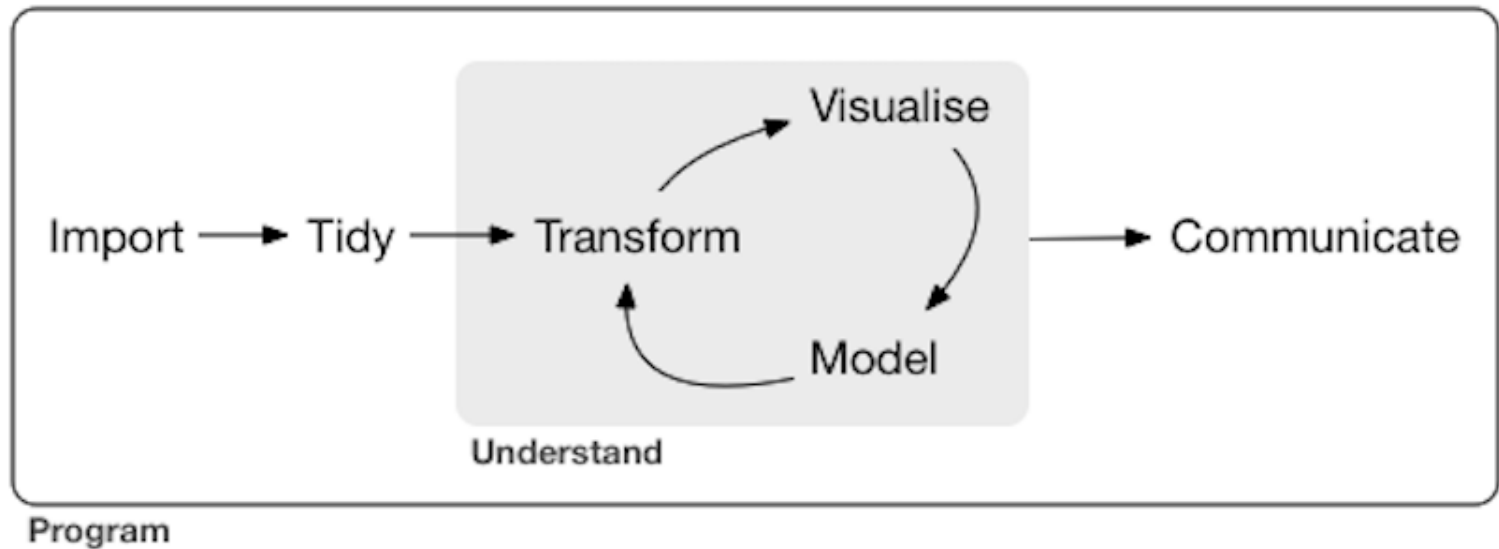 Visualise
Import
Tidy
Transform
Communicate
Model
Understand
Program